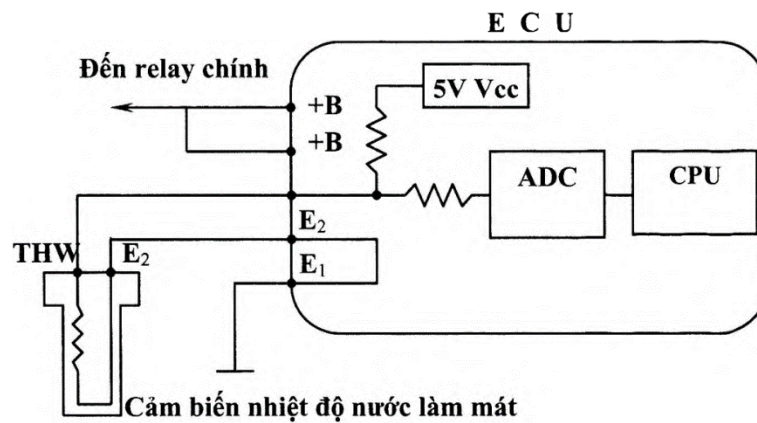 E C U
Đến relay chính
5V Vcc
+B
+B
ADC
CPU
E2
THW
E2
E1
Cảm biến nhiệt độ nước làm mát